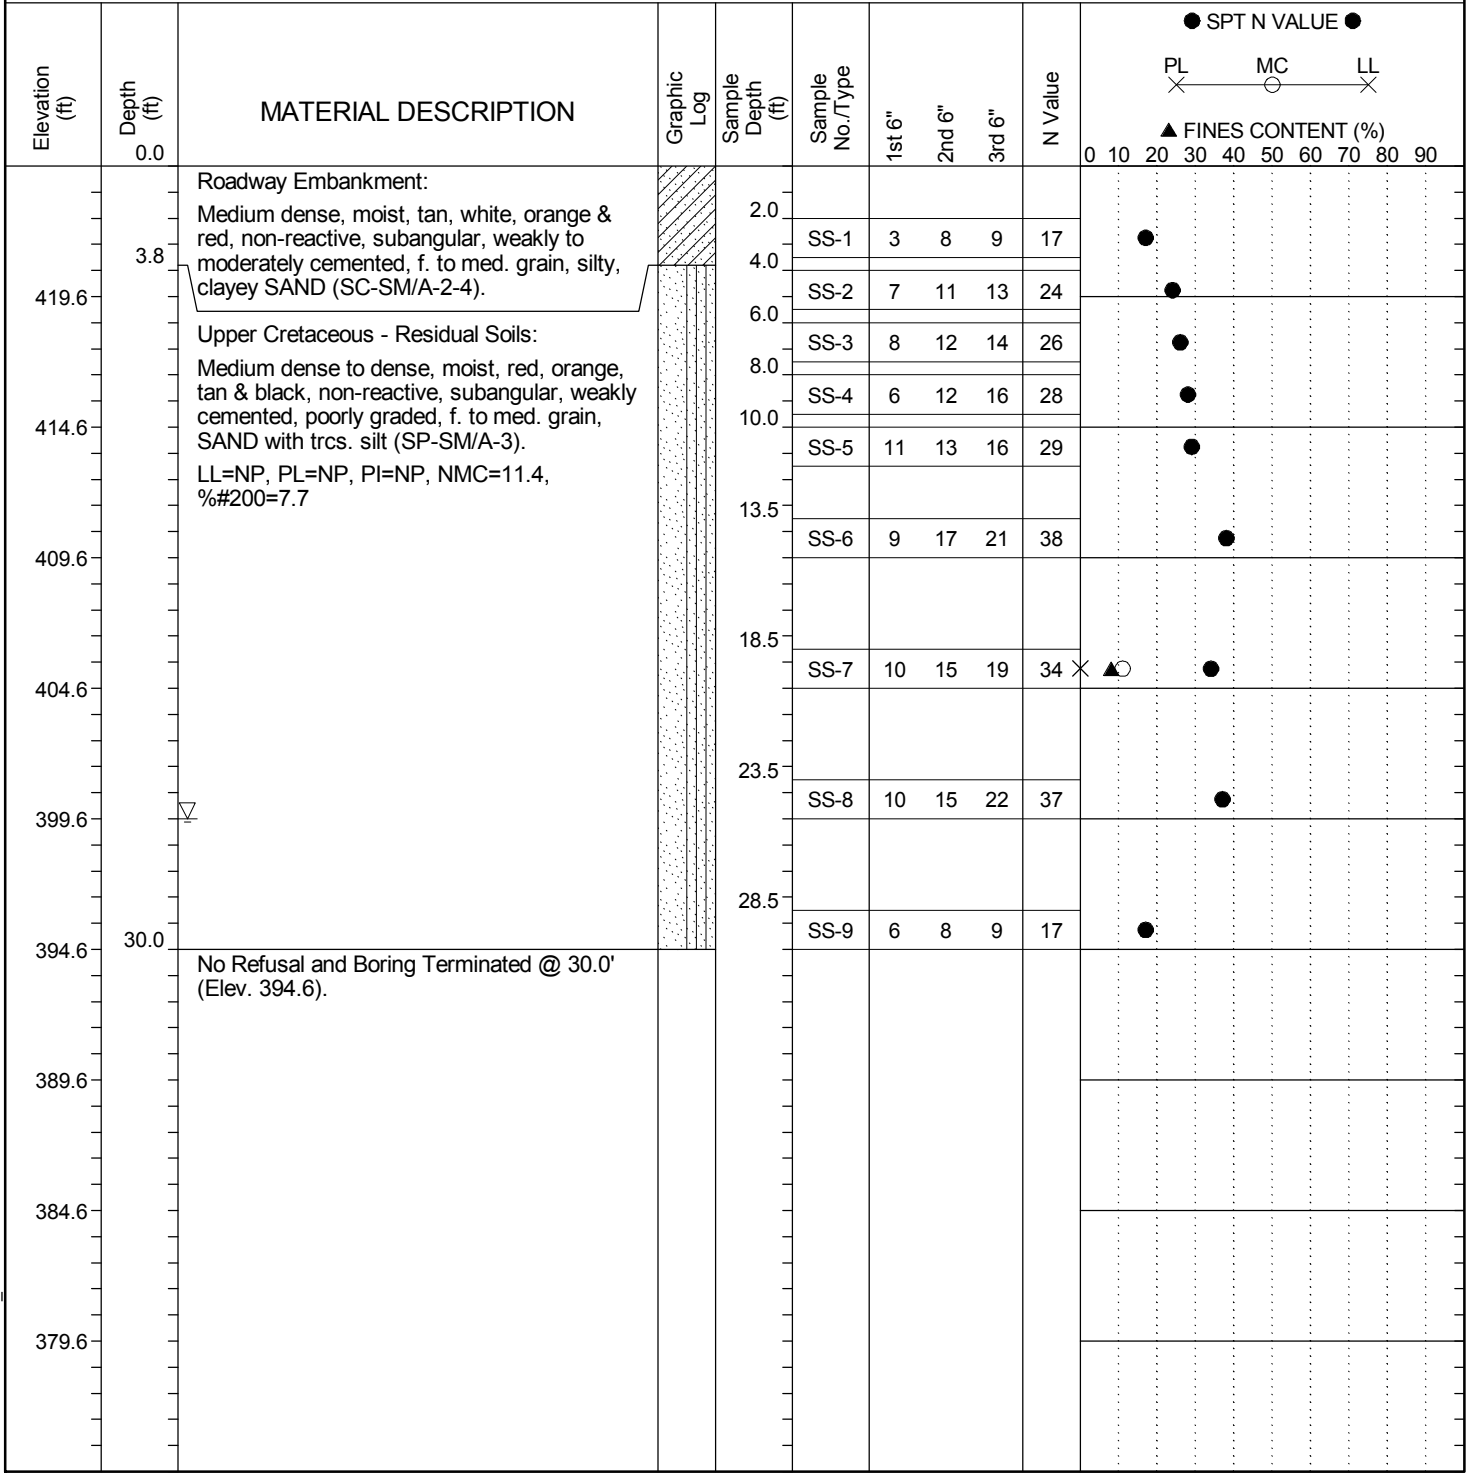 ● SPT N VALUE ●
PL MC LL
▲ FINES CONTENT (%)
0 10 20 30 40 50 60 70 80 90
Elevation
(ft)
Depth
(ft)
0.0
MATERIAL DESCRIPTION
Graphic
Log
Sample
Depth
(ft)
Sample
No./Type
1st 6"
2nd 6"
3rd 6"
N Value
Roadway Embankment:
Medium dense, moist, tan, white, orange &
red, non-reactive, subangular, weakly to
moderately cemented, f. to med. grain, silty,
clayey SAND (SC-SM/A-2-4).
3.8
Upper Cretaceous - Residual Soils:
Medium dense to dense, moist, red, orange,
tan & black, non-reactive, subangular, weakly
cemented, poorly graded, f. to med. grain,
SAND with trcs. silt (SP-SM/A-3).
LL=NP, PL=NP, PI=NP, NMC=11.4,
%#200=7.7
30.0
No Refusal and Boring Terminated @ 30.0'
(Elev. 394.6).
419.6
414.6
409.6
404.6
399.6
394.6
389.6
384.6
379.6
2.0
SS-1 3 8 9 17
4.0
SS-2 7 11 13 24
6.0
SS-3 8 12 14 26
8.0
SS-4 6 12 16 28
10.0
SS-5 11 13 16 29
13.5
SS-6 9 17 21 38
18.5
SS-7 10 15 19 34
23.5
SS-8 10 15 22 37
28.5
SS-9 6 8 9 17